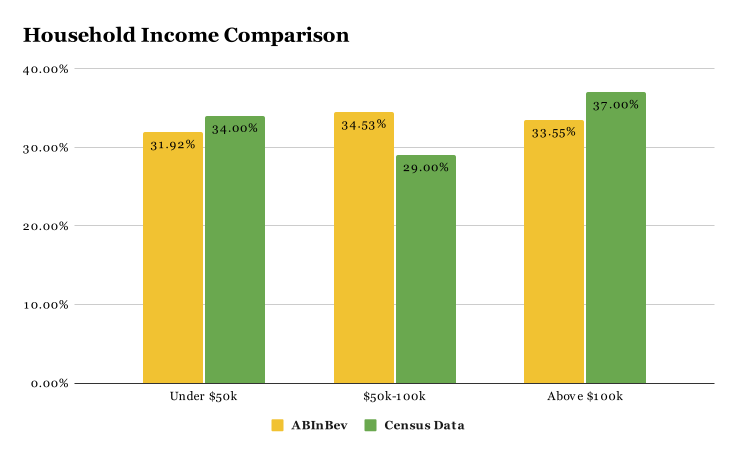 Household Income Comparison
40.00%
30.00%
20.00%
10.00%
0.00%
31.92%
34.00%
34.53%
29.00%
33.55%
37.00%
Under $50k
$50k-100k
Above $100k
ABInBev
Census Data